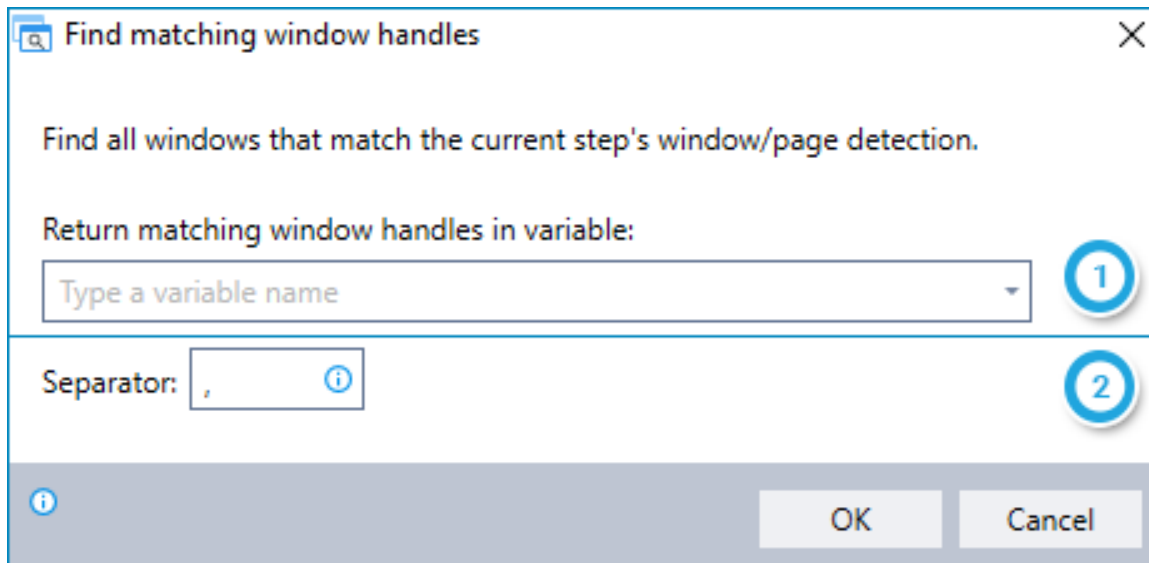 Find matching window handles
Find all windows that match the current step's window/page detection.
Return matching window handles in variable:
Type a variable name
1
Separator: ,
2
OK Cancel